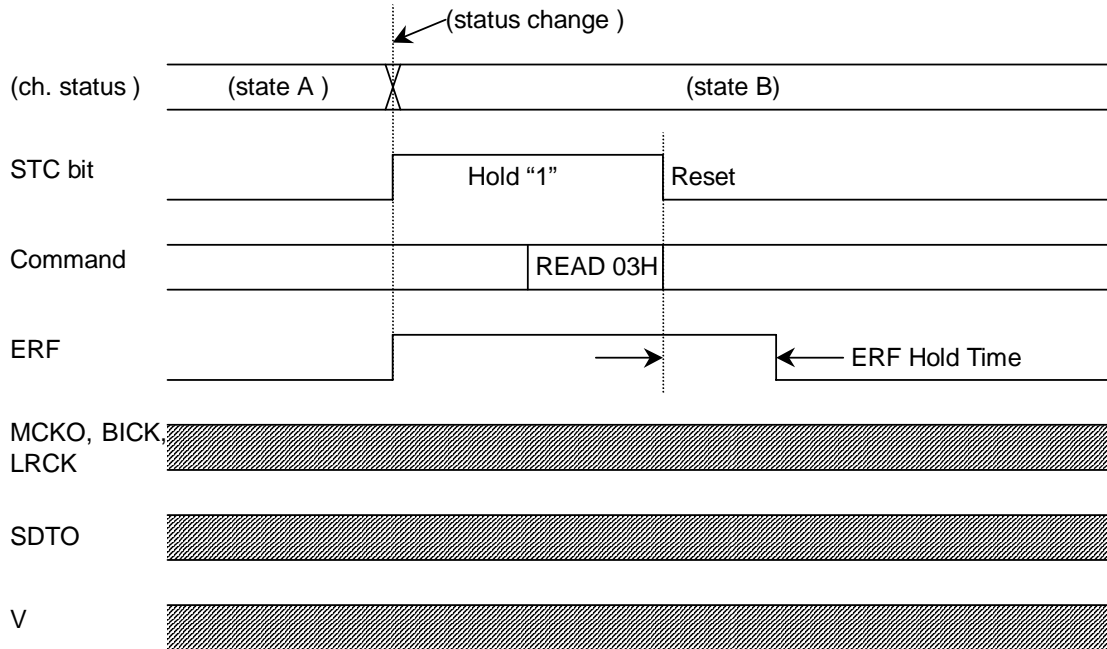 (status change )
(ch. status )
(state A )
(state B)
STC bit
Hold “1”
Reset
Command
READ 03H
ERF
ERF Hold Time
MCKO, BICK,
LRCK
SDTO
V